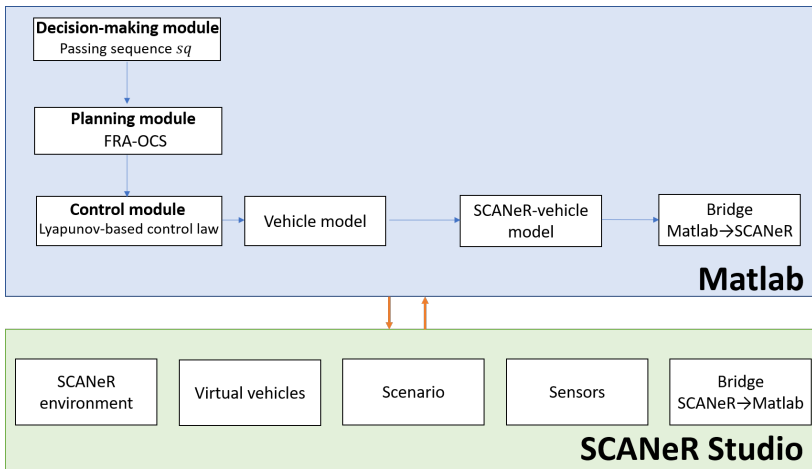 Decision-making module
Passing sequence sq
Planning module
FRA-OCS
Control module
Lyapunov-based control law
Vehicle model
SCANeR-vehicle
model
Bridge
Matlab→SCANeR
Matlab
SCANeR
environment
Virtual vehicles
Scenario
Sensors
Bridge
SCANeR→Matlab
SCANeR Studio